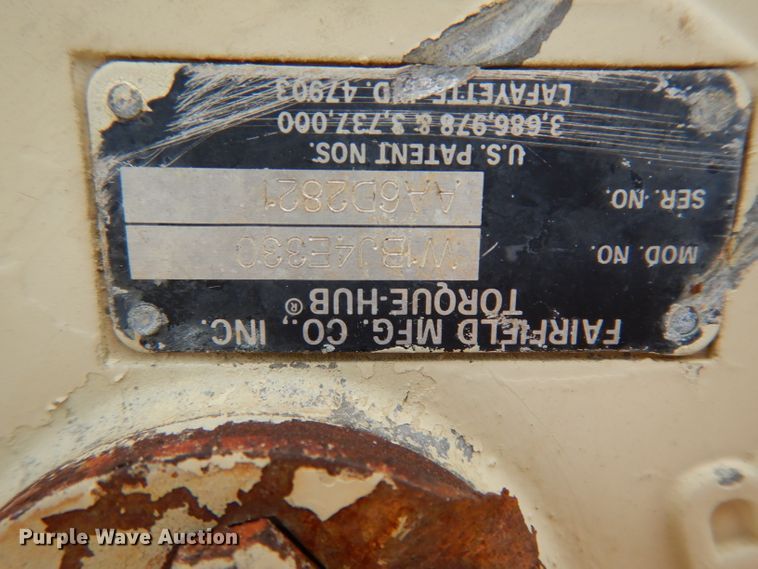 FAIRFIELD MFG. CO., INC.
TORQUE-HUB®
MOD. NO. W1BJ4E330
SER. NO. AA6D2821
U.S. PATENT NOS.
3,686,978 & 3,737,000
LAFAYETTE, IND. 47903
Purple Wave Auction